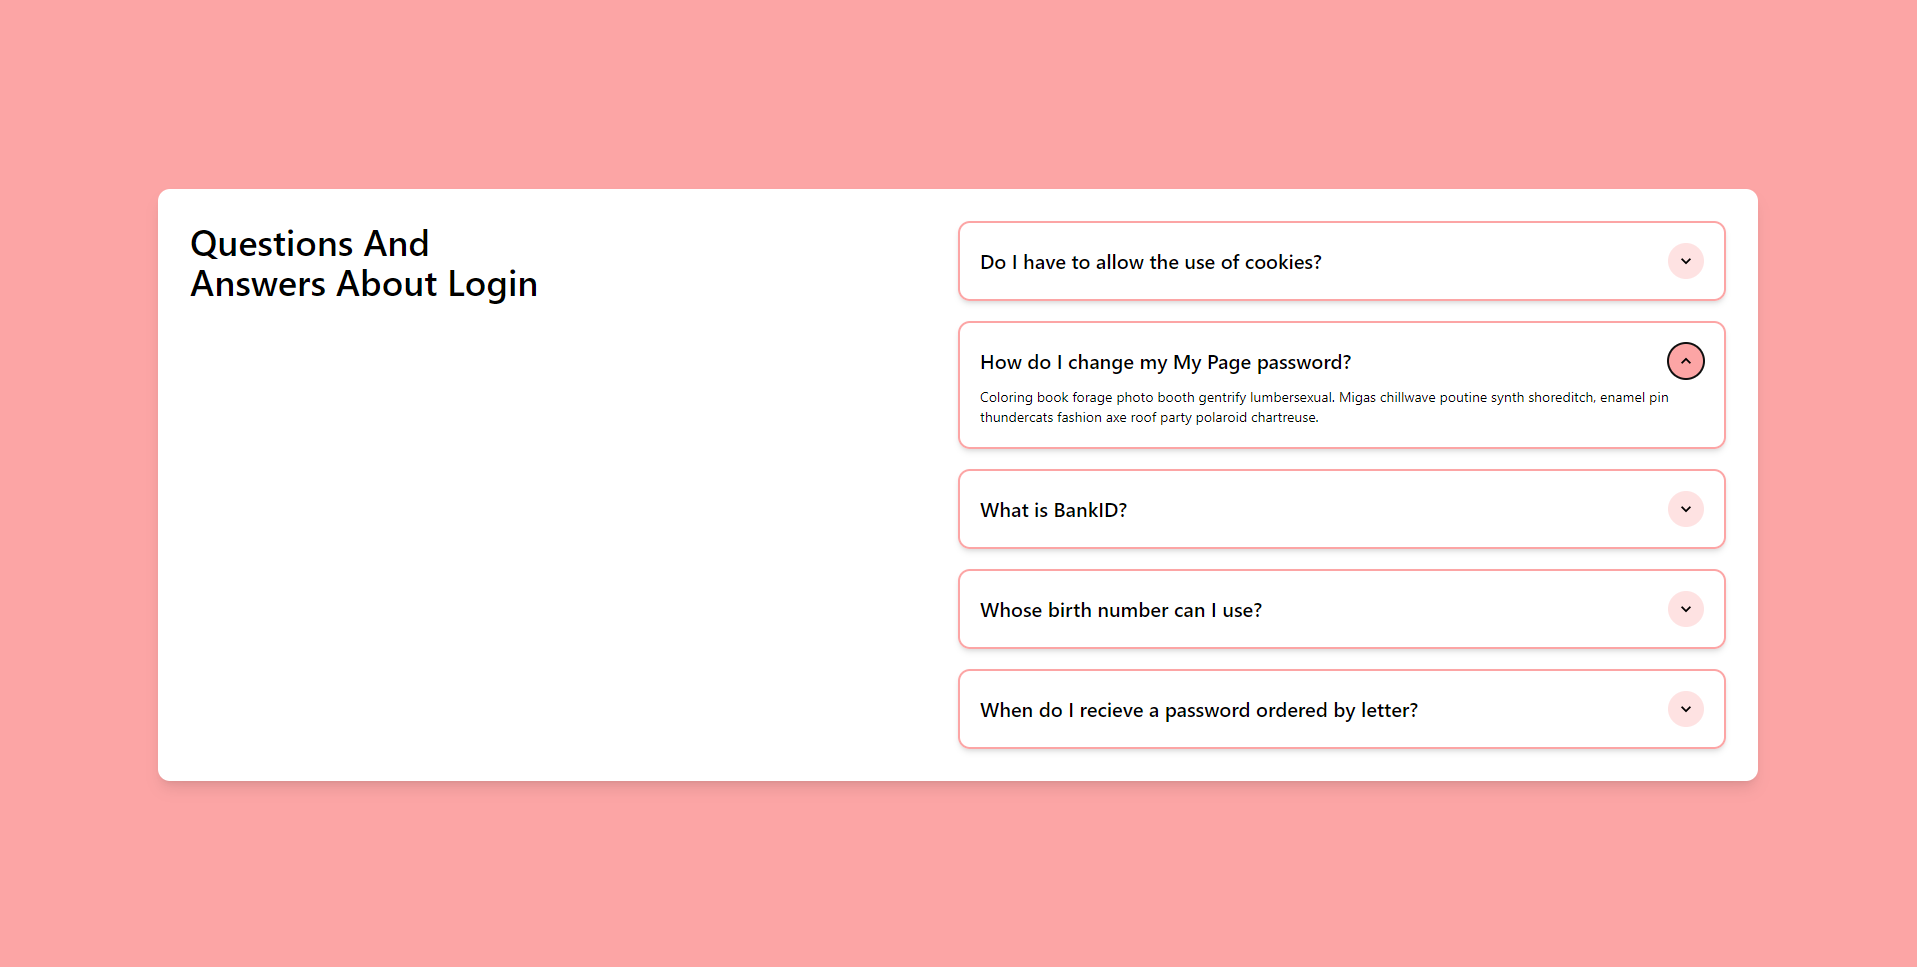 Questions And
Answers About Login
Do I have to allow the use of cookies?
How do I change my My Page password?
Coloring book forage photo booth gentrify lumbersexual. Migas chillwave poutine synth shoreditch, enamel pin
thundercats fashion axe roof party polaroid chartreuse.
What is BankID?
Whose birth number can I use?
When do I recieve a password ordered by letter?